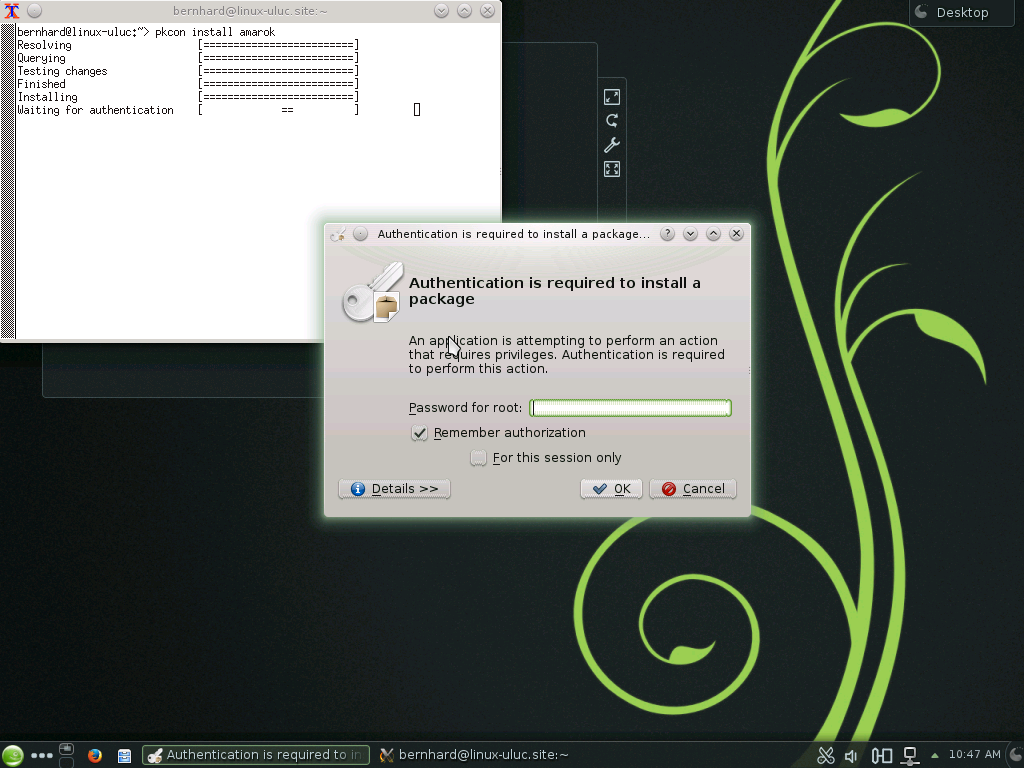 bernhard@linux-uluc.site:~
Desktop
bernhard@linux-uluc:~> pkcon install amarok
Resolving [=========================]
Querying [=========================]
Testing changes [=========================]
Finished [=========================]
Installing [=========================]
Waiting for authentication [ == ]
Authentication is required to install a package...
Authentication is required to install a
package
An application is attempting to perform an action
that requires privileges. Authentication is required
to perform this action.
Password for root:
Remember authorization
For this session only
Details >>
OK
Cancel
Authentication is required to in
bernhard@linux-uluc.site:~
10:47 AM